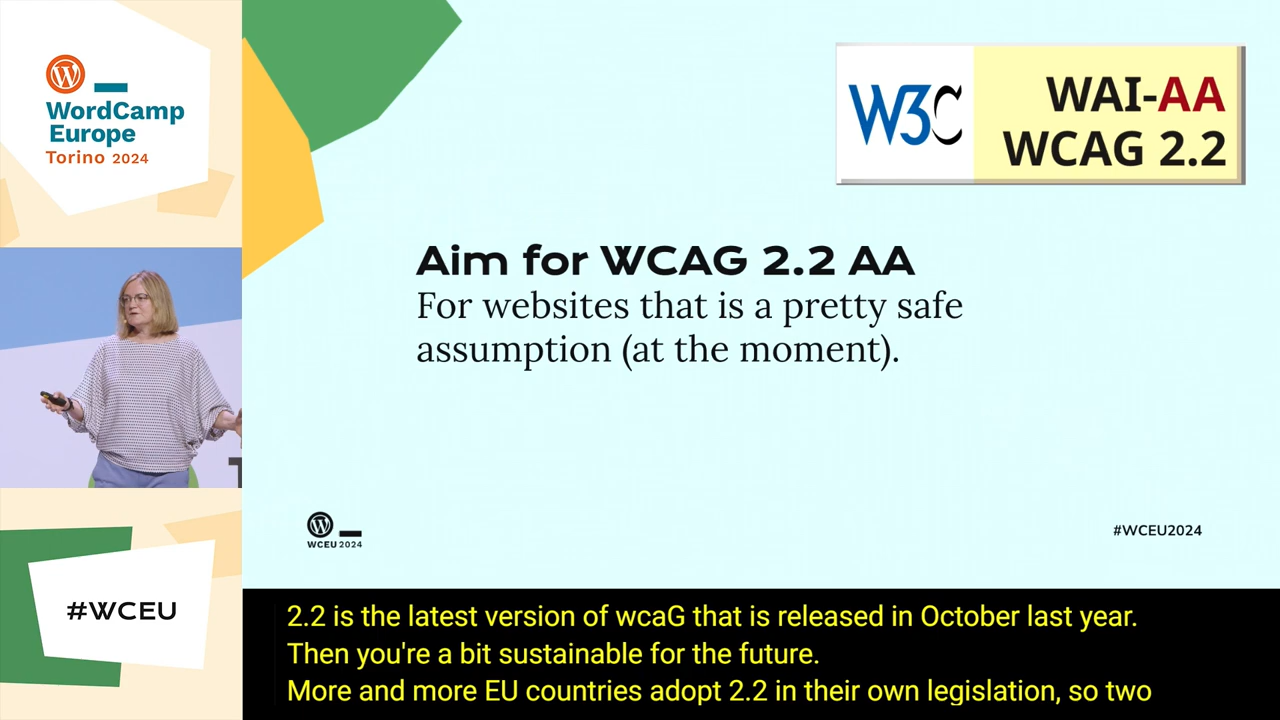 WordCamp
Europe
Torino 2024
#WCEU
W3C
WAI-AA
WCAG 2.2
Aim for WCAG 2.2 AA
For websites that is a pretty safe
assumption (at the moment).
WCEU 2024
#WCEU2024
2.2 is the latest version of wcaG that is released in October last year.
Then you're a bit sustainable for the future.
More and more EU countries adopt 2.2 in their own legislation, so two